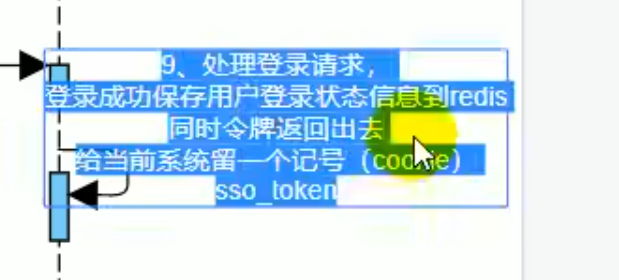 9、处理登录请求，
登录成功保存用户登录状态信息到redis
同时令牌返回出去
给当前系统留一个记号（cookie）
sso_token